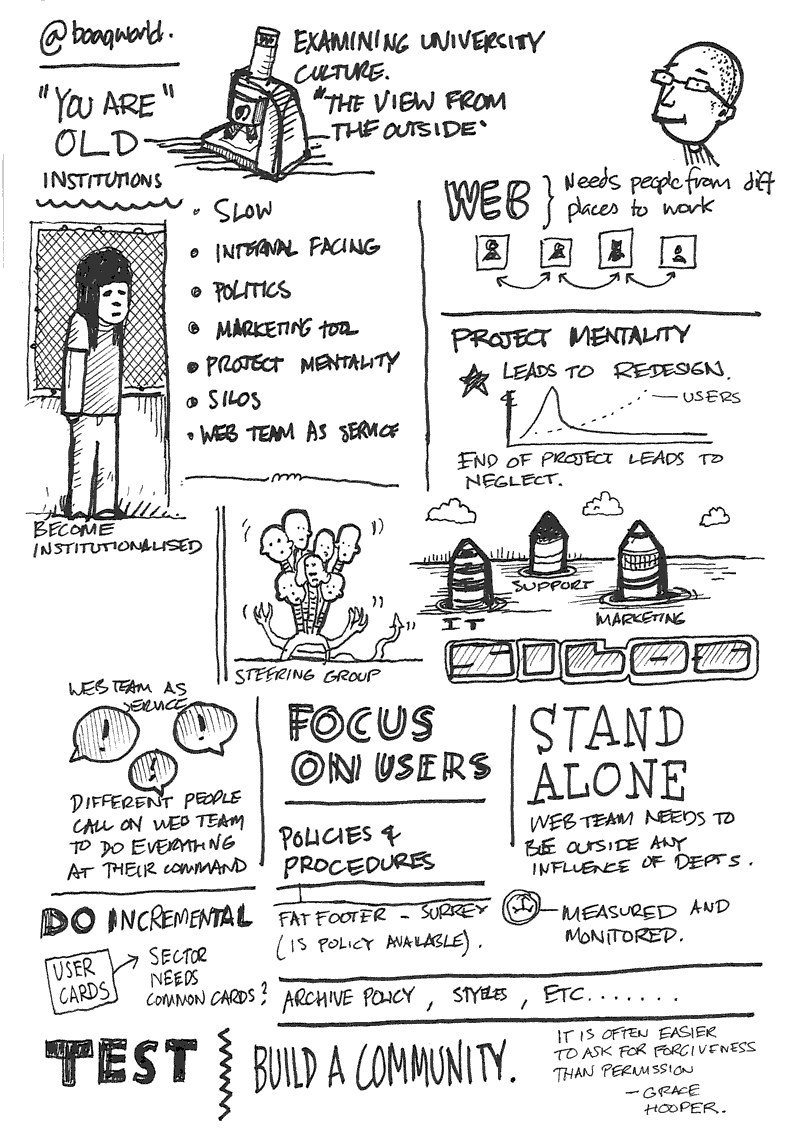 @boagworld.
EXAMINING UNIVERSITY
CULTURE.
"THE VIEW FROM
THE OUTSIDE"
"YOU ARE"
OLD
INSTITUTIONS
SLOW
INTERNAL FACING
POLITICS
MARKETING TOOL
PROJECT MENTALITY
SILOS
WEB TEAM AS SERVICE
BECOME
INSTITUTIONALISED
WEB } Needs people from diff
places to work
PROJECT MENTALITY
LEADS TO REDESIGN.
£
USERS
END OF PROJECT LEADS TO
NEGLECT.
STEERING GROUP
IT
SUPPORT
MARKETING
WEB TEAM AS
SERVICE
! ! !
DIFFERENT PEOPLE
CALL ON WEB TEAM
TO DO EVERYTHING
AT THEIR COMMAND
FOCUS
ON USERS
POLICIES &
PROCEDURES
STAND
ALONE
WEB TEAM NEEDS TO
BE OUTSIDE ANY
INFLUENCE OF DEPTS.
DO INCREMENTAL
USER
CARDS
SECTOR
NEEDS
COMMON CARDS?
FAT FOOTER - SURREY
(IS POLICY AVAILABLE).
MEASURED AND
MONITORED.
ARCHIVE POLICY, STYLES, ETC.......
TEST
BUILD A COMMUNITY.
IT IS OFTEN EASIER
TO ASK FOR FORGIVENESS
THAN PERMISSION
- GRACE
HOOPER.